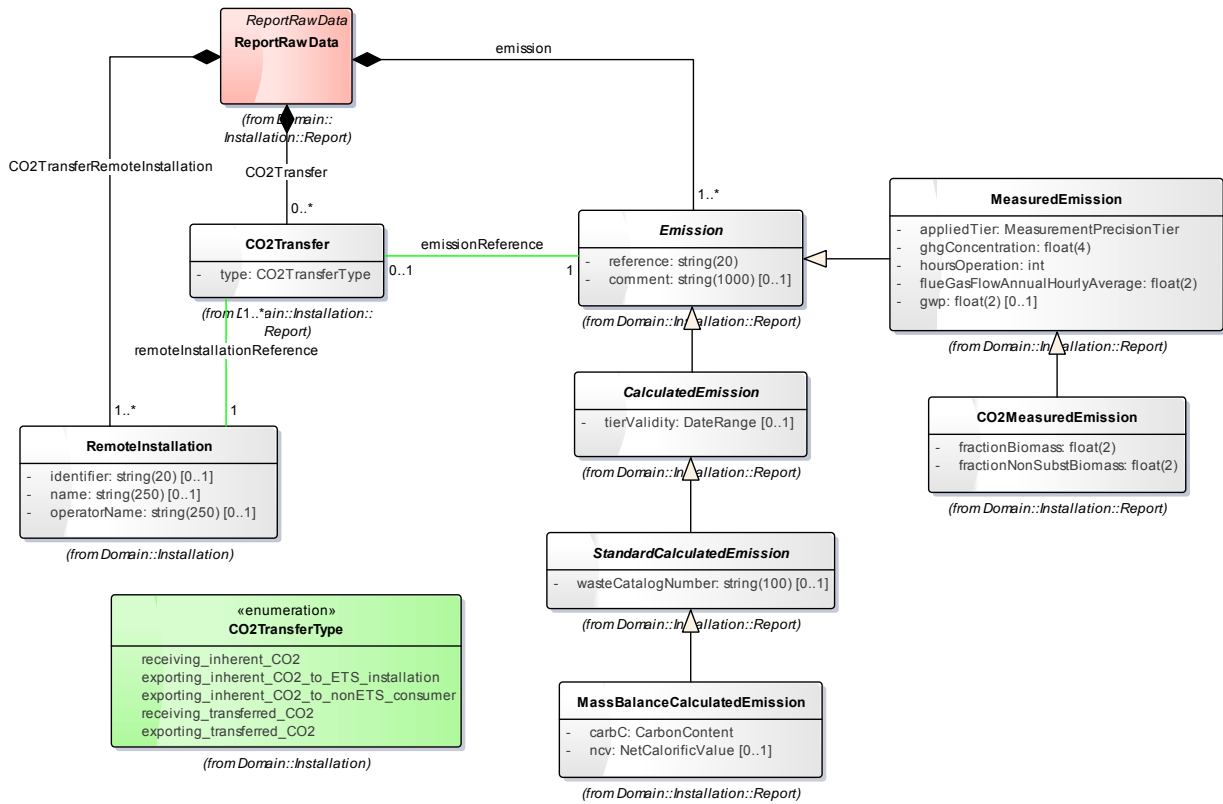 ReportRawData
ReportRawData
(from Domain::
Installation::Report)
emission
1..*
CO2TransferRemoteInstallation
1..*
CO2Transfer
0..*
CO2Transfer
- type: CO2TransferType
(from Domain::Installation::
Report)
1..*
remoteInstallationReference
1
emissionReference
0..1
1
Emission
- reference: string(20)
- comment: string(1000) [0..1]
(from Domain::Installation::Report)
MeasuredEmission
- appliedTier: MeasurementPrecisionTier
- ghgConcentration: float(4)
- hoursOperation: int
- flueGasFlowAnnualHourlyAverage: float(2)
- gwp: float(2) [0..1]
(from Domain::Installation::Report)
CalculatedEmission
- tierValidity: DateRange [0..1]
(from Domain::Installation::Report)
CO2MeasuredEmission
- fractionBiomass: float(2)
- fractionNonSubstBiomass: float(2)
(from Domain::Installation::Report)
RemoteInstallation
- identifier: string(20) [0..1]
- name: string(250) [0..1]
- operatorName: string(250) [0..1]
(from Domain::Installation)
StandardCalculatedEmission
- wasteCatalogNumber: string(100) [0..1]
(from Domain::Installation::Report)
«enumeration»
CO2TransferType
receiving_inherent_CO2
exporting_inherent_CO2_to_ETS_installation
exporting_inherent_CO2_to_nonETS_consumer
receiving_transferred_CO2
exporting_transferred_CO2
(from Domain::Installation)
MassBalanceCalculatedEmission
- carbC: CarbonContent
- ncv: NetCalorificValue [0..1]
(from Domain::Installation::Report)